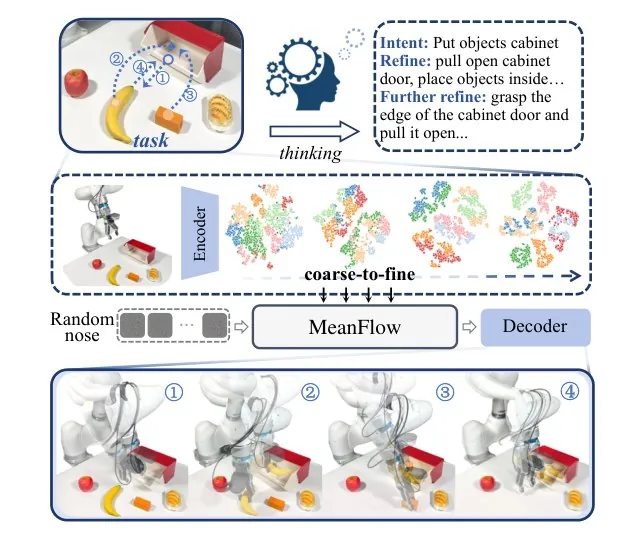 ② ④ ① ③
task
thinking
Intent: Put objects cabinet
Refine: pull open cabinet
door, place objects inside…
Further refine: grasp the
edge of the cabinet door and
pull it open...
Encoder
coarse-to-fine
Random
nose
...
MeanFlow
Decoder
① ② ③ ④